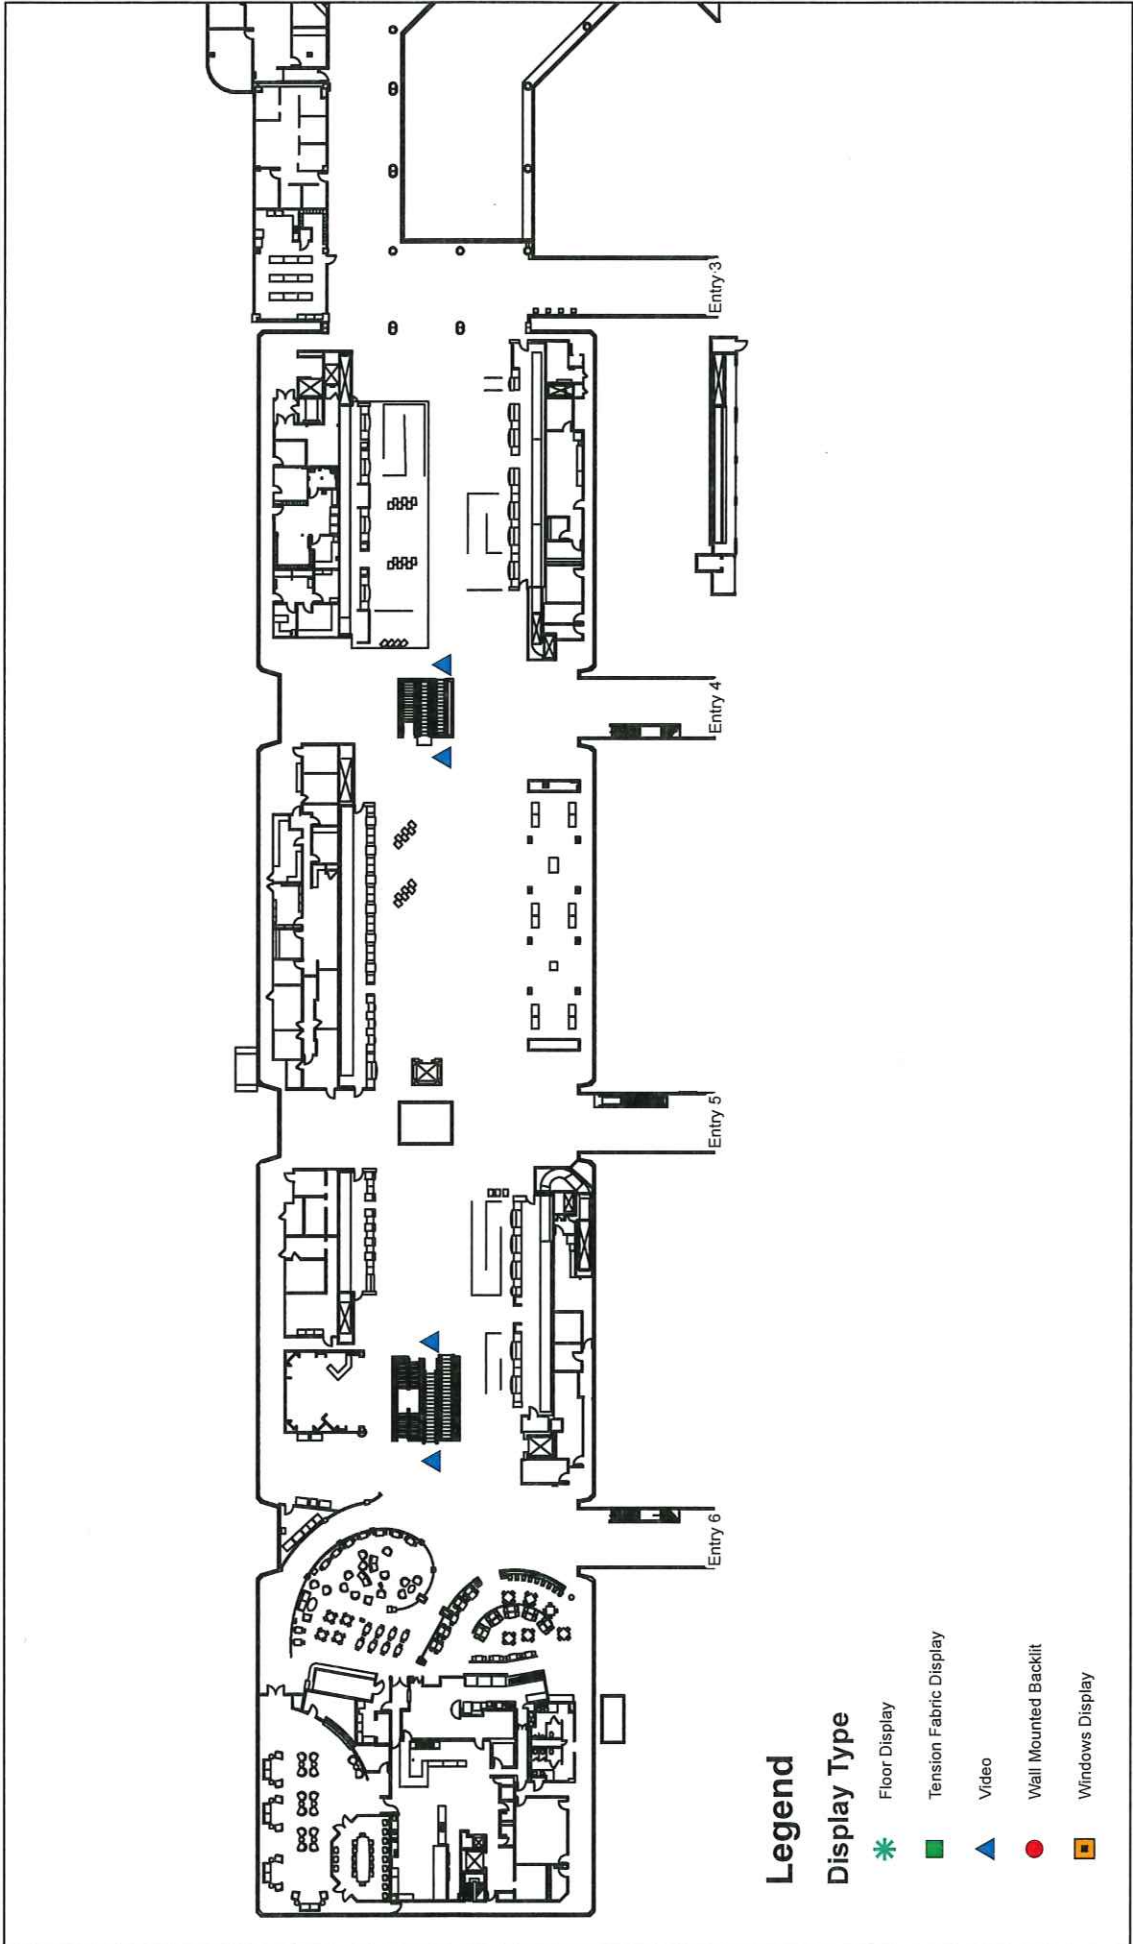 Entry 3
Entry 4
Entry 5
Entry 6
Legend
Display Type
Floor Display
Tension Fabric Display
Video
Wall Mounted Backlit
Windows Display